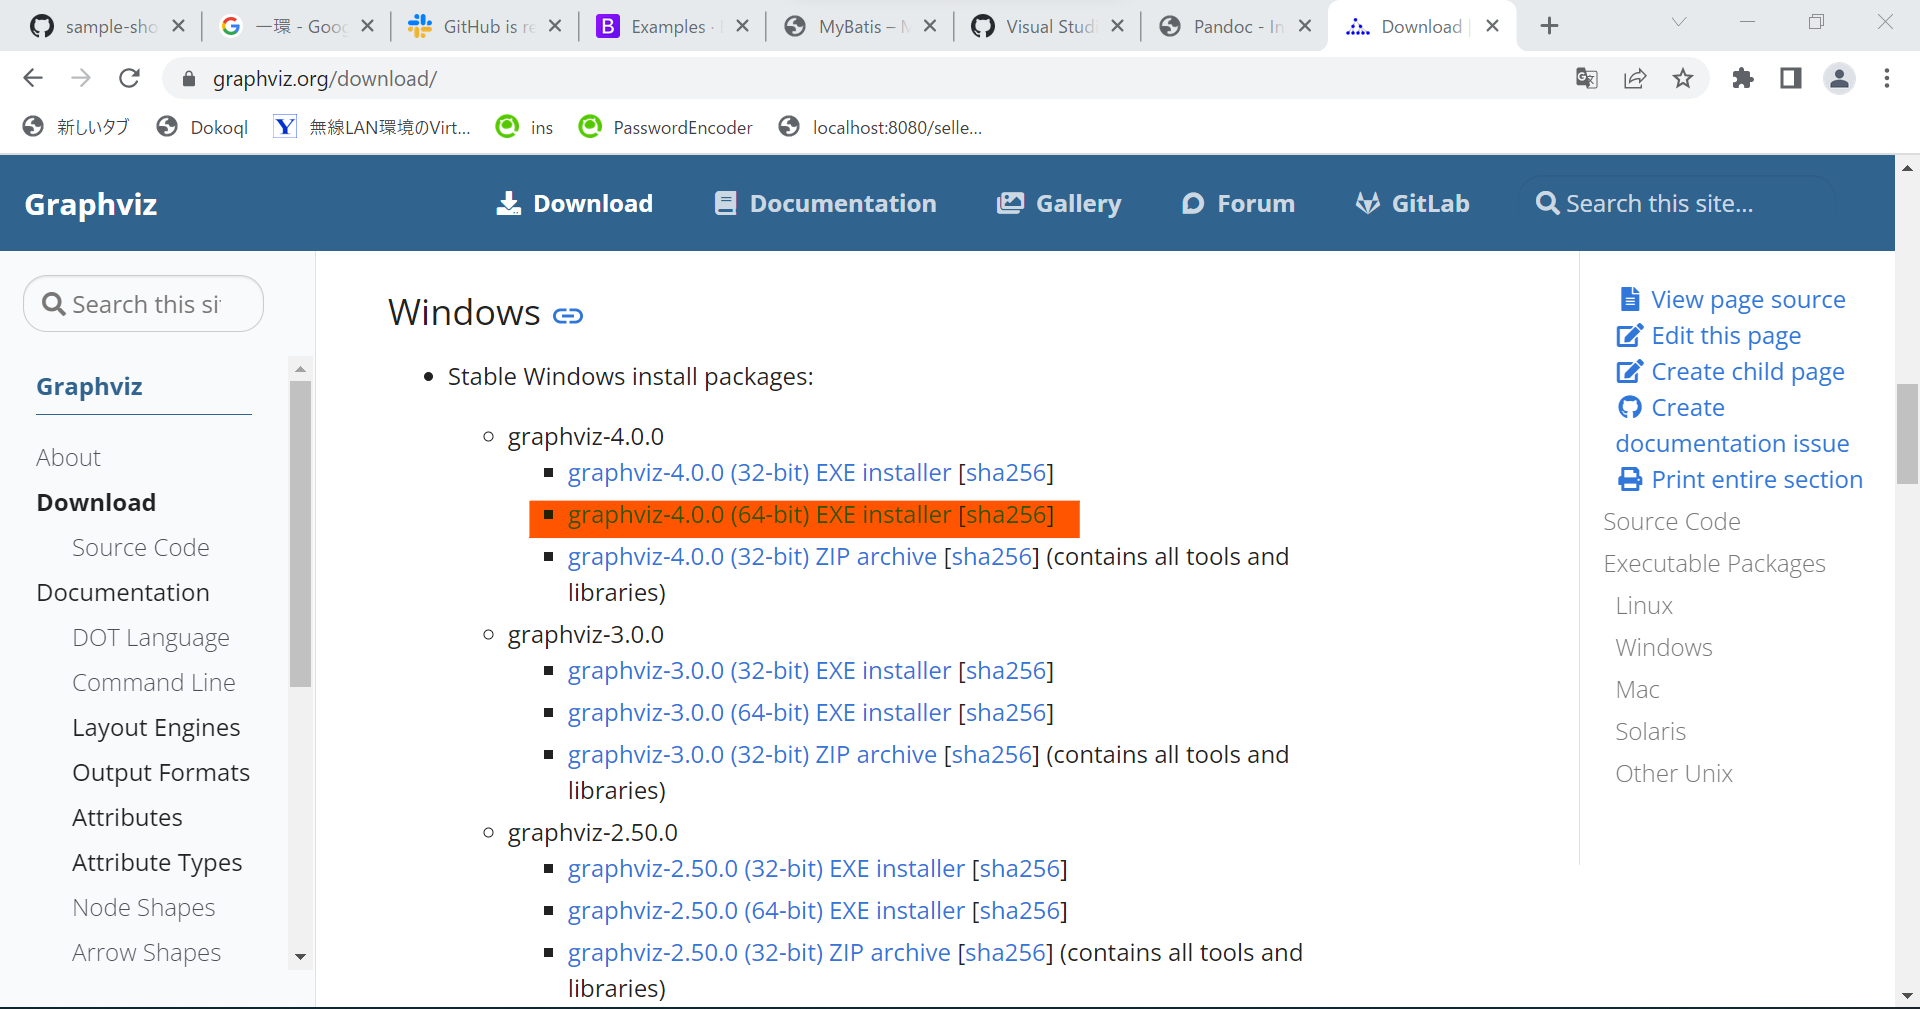 sample-sho
一環 - Goo
GitHub is re
Examples ·
MyBatis –
Visual Studi
Pandoc - In
Download |
graphviz.org/download/
新しいタブ
Dokoql
無線LAN環境のVirt...
ins
PasswordEncoder
localhost:8080/selle...
Graphviz
Download
Documentation
Gallery
Forum
GitLab
Search this site...
Search this si
Graphviz
About
Download
Source Code
Documentation
DOT Language
Command Line
Layout Engines
Output Formats
Attributes
Attribute Types
Node Shapes
Arrow Shapes
Windows
Stable Windows install packages:
graphviz-4.0.0
graphviz-4.0.0 (32-bit) EXE installer [sha256]
graphviz-4.0.0 (64-bit) EXE installer [sha256]
graphviz-4.0.0 (32-bit) ZIP archive [sha256] (contains all tools and
libraries)
graphviz-3.0.0
graphviz-3.0.0 (32-bit) EXE installer [sha256]
graphviz-3.0.0 (64-bit) EXE installer [sha256]
graphviz-3.0.0 (32-bit) ZIP archive [sha256] (contains all tools and
libraries)
graphviz-2.50.0
graphviz-2.50.0 (32-bit) EXE installer [sha256]
graphviz-2.50.0 (64-bit) EXE installer [sha256]
graphviz-2.50.0 (32-bit) ZIP archive [sha256] (contains all tools and
libraries)
View page source
Edit this page
Create child page
Create
documentation issue
Print entire section
Source Code
Executable Packages
Linux
Windows
Mac
Solaris
Other Unix